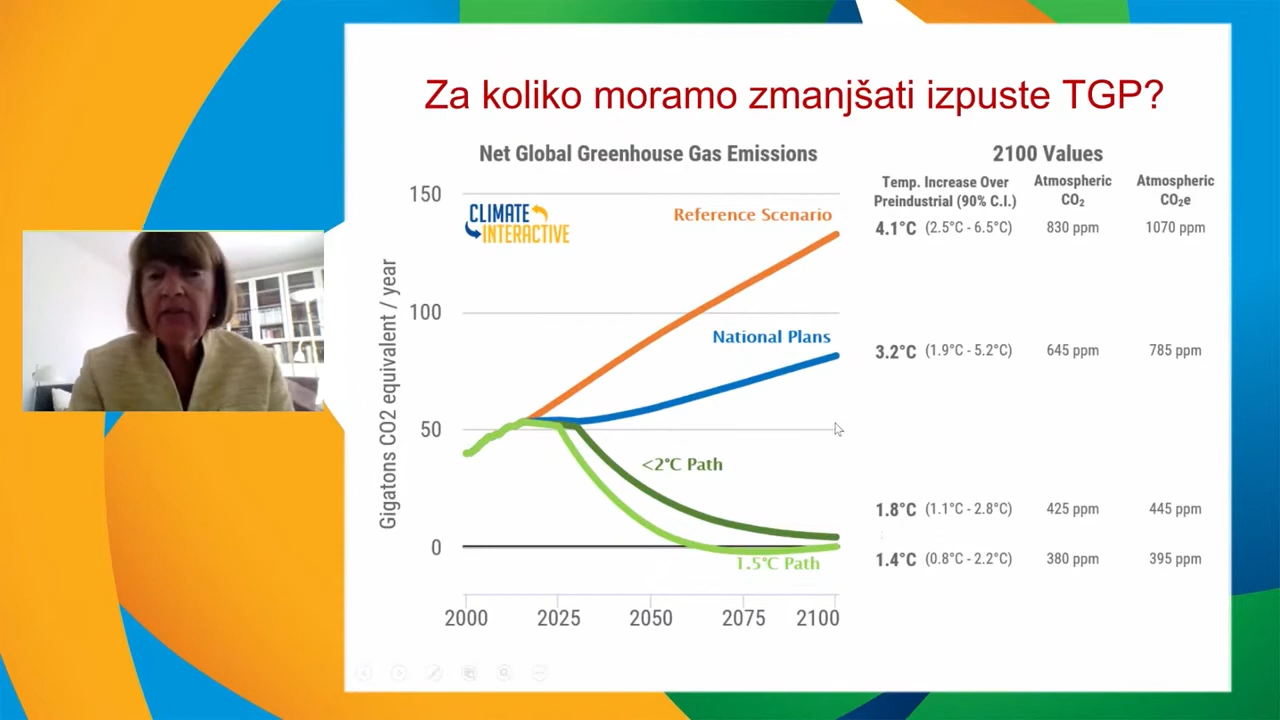 Za koliko moramo zmanjšati izpuste TGP?
Net Global Greenhouse Gas Emissions
Gigatons CO2 equivalent / year
150
100
50
0
CLIMATE
INTERACTIVE
Reference Scenario
National Plans
<2°C Path
1.5°C Path
2000 2025 2050 2075 2100
2100 Values
Temp. Increase Over
Preindustrial (90% C.I.)
Atmospheric
CO₂
Atmospheric
CO₂e
4.1°C (2.5°C - 6.5°C) 830 ppm 1070 ppm
3.2°C (1.9°C - 5.2°C) 645 ppm 785 ppm
1.8°C (1.1°C - 2.8°C) 425 ppm 445 ppm
1.4°C (0.8°C - 2.2°C) 380 ppm 395 ppm